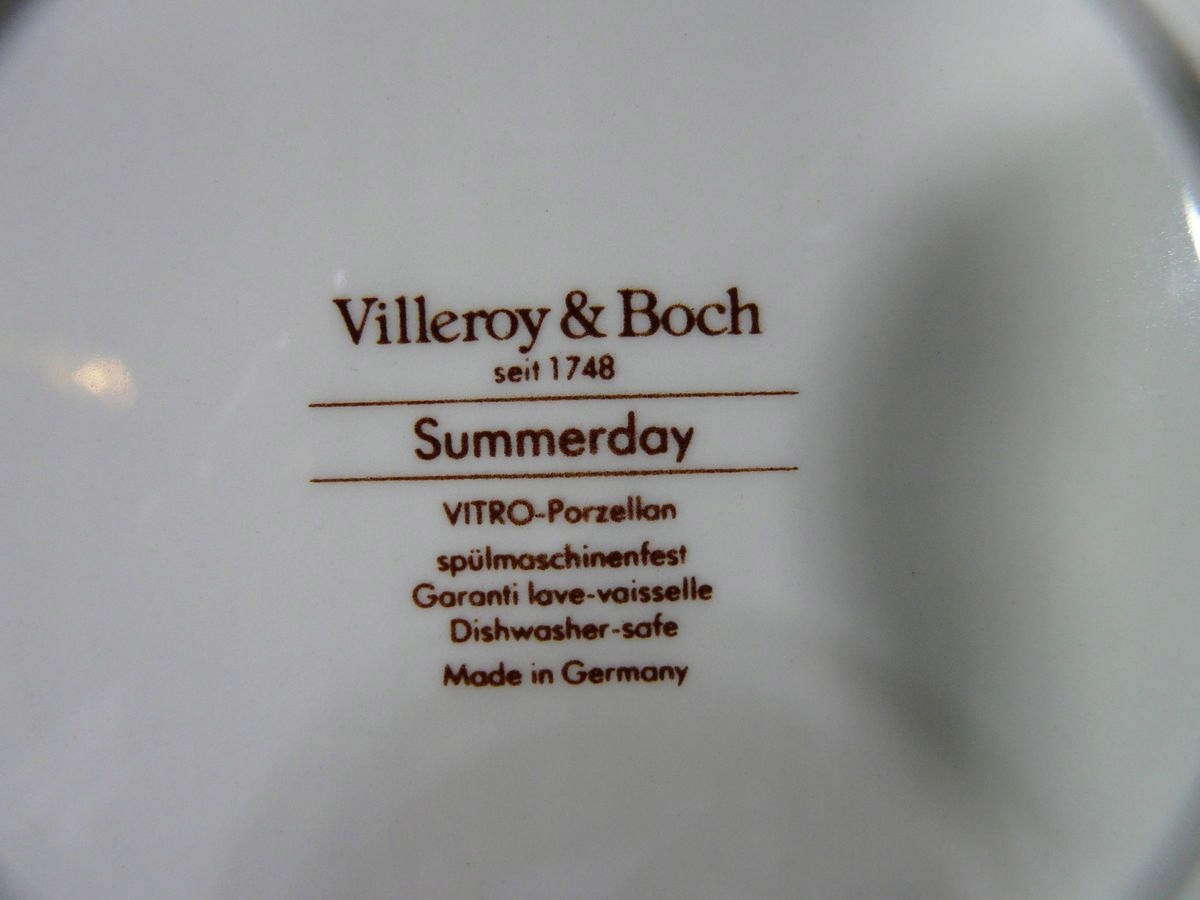 Villeroy & Boch
seit 1748
Summerday
VITRO-Porzellan
spülmaschinenfest
Garanti lave-vaisselle
Dishwasher-safe
Made in Germany